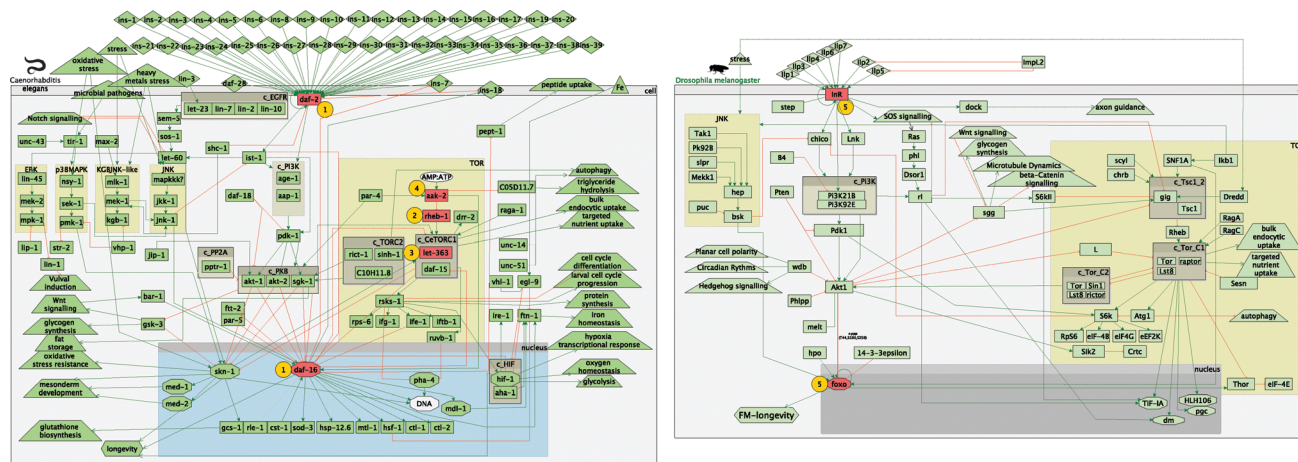 ins-1 ins-2 ins-3 ins-4 ins-5 ins-6 ins-7 ins-8 ins-9 ins-10 ins-11 ins-12 ins-13 ins-14 ins-15 ins-16 ins-17 ins-18 ins-19 ins-20
ins-21 ins-22 ins-23 ins-24 ins-25 ins-26 ins-27 ins-28 ins-29 ins-30 ins-31 ins-32 ins-33 ins-34 ins-35 ins-36 ins-37 ins-38 ins-39
stress
oxidative
stress
Caenorhabditis
elegans
heavy
metals stress
lin-3
daf-28
microbial pathogens
ins-7
ins-18
peptide uptake
Fe
cell
c_EGFR
let-23 lin-7 lin-2 lin-10
daf-2
1
Notch signalling
sem-5
unc-43
tir-1
max-2
sos-1
let-60
shc-1
ist-1
pept-1
ERK
p38MAPK
KGBJNK-like
JNK
c_PI3K
TOR
lin-45
nsy-1
mlk-1
mapkkk7
age-1
aap-1
mek-2
sek-1
mek-1
jkk-1
mpk-1
pmk-1
kgb-1
jnk-1
daf-18
par-4
4
AMP:ATP
aak-2
2
rheb-1
drr-2
C05D11.7
raga-1
autophagy
triglyceride
hydrolysis
bulk
endocytic uptake
targeted
nutrient uptake
lip-1
str-2
vhp-1
jip-1
lin-1
pdk-1
c_PP2A
pptr-1
c_PKB
akt-1 akt-2 sgk-1
c_TORC2
rict-1 sinh-1
C10H11.8
c_CeTORC1
3
let-363
daf-15
unc-14
unc-51
vhl-1
egl-9
cell cycle
differentiation
larval cell cycle
progression
protein
synthesis
iron
homeostasis
hypoxia
transcriptional response
oxygen
homeostasis
glycolysis
Vulval
induction
Wnt
signalling
glycogen
synthesis
fat
storage
oxidative
stress resistance
mesonderm
development
glutathione
biosynthesis
bar-1
gsk-3
ftt-2
par-5
rsks-1
rps-6 ifg-1 ife-1 iftb-1
ruvb-1
ire-1
ftn-1
nucleus
skn-1
1
daf-16
c_HIF
hif-1
aha-1
med-1
med-2
pha-4
DNA
mdl-1
gcs-1 rle-1 cst-1 sod-3 hsp-12.6 mtl-1 hsf-1 ctl-1 ctl-2
longevity
stress
Drosophila melanogaster
ilp1
ilp3
ilp4
ilp6
ilp7
ilp2
ilp5
ImpL2
InR
5
step
dock
axon guidance
JNK
Tak1
Pk92B
slpr
Mekk1
hep
puc
bsk
chico
Lnk
SOS signalling
Ras
phl
Dsor1
rl
Wnt signalling
glycogen
synthesis
Microtubule Dynamics
beta-Catenin
signalling
sgg
S6kII
B4
Pten
c_PI3K
PI3K21B
PI3K92E
Pdk1
scyl
chrb
SNF1A
lkb1
c_Tsc1_2
gig
Tsc1
Dredd
Rheb
RagA
RagC
bulk
endocytic
uptake
targeted
nutrient
uptake
Sesn
c_Tor_C1
Tor raptor
Lst8
L
c_Tor_C2
Tor Sin1
Lst8 rictor
Planar cell polarity
Circadian Rythms
Hedgehog signalling
wdb
Akt1
Phlpp
melt
hpo
14-3-3epsilon
S6k
Atg1
autophagy
RpS6 eIF-4B eIF4G eEF2K
Sik2
Crtc
nucleus
5
foxo
FM-longevity
Thor
eIF-4E
TIF-IA
HLH106
pgc
dm